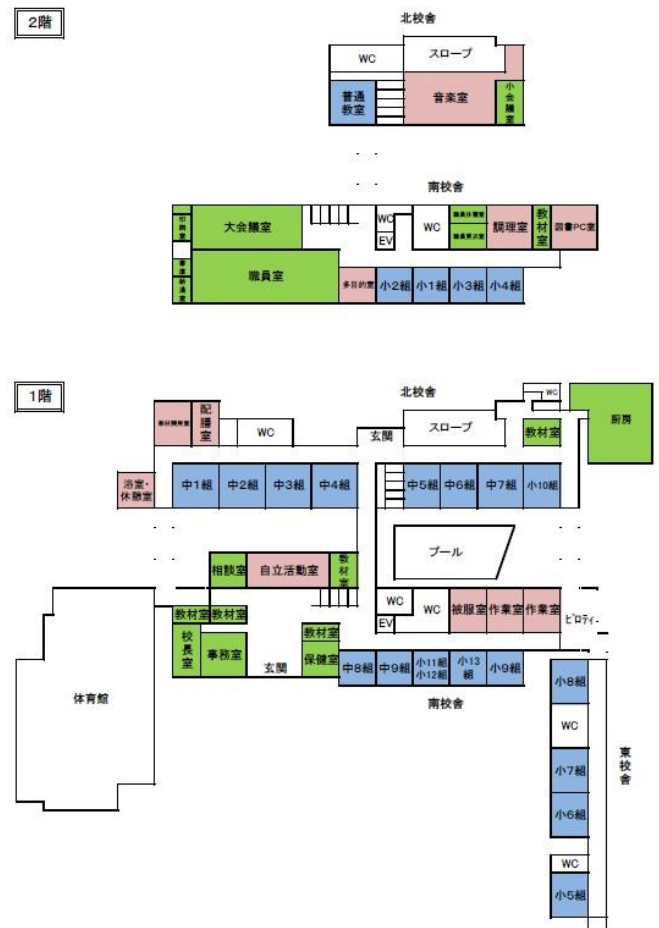 2階
北校舎
WC
スロープ
普通
教室
音楽室
小
会
議
室
南校舎
印刷室
大会議室
WC
EV
WC
調理室
教
材
室
図書PC室
職員室
多目的室
小2組
小1組
小3組
小4組
1階
北校舎
WC
厨房
配
膳
室
WC
玄関
スロープ
教材室
浴室・
休憩室
中1組
中2組
中3組
中4組
中5組
中6組
中7組
小10組
プール
相談室
自立活動室
教
材
室
WC
EV
WC
被服室
作業室
作業室
ピロティ-
教材室
教材室
校
長
室
事務室
玄関
教材室
保健室
中8組
中9組
小11組
小12組
小13
組
小9組
南校舎
体育館
小8組
WC
東
校
舎
小7組
小6組
WC
小5組